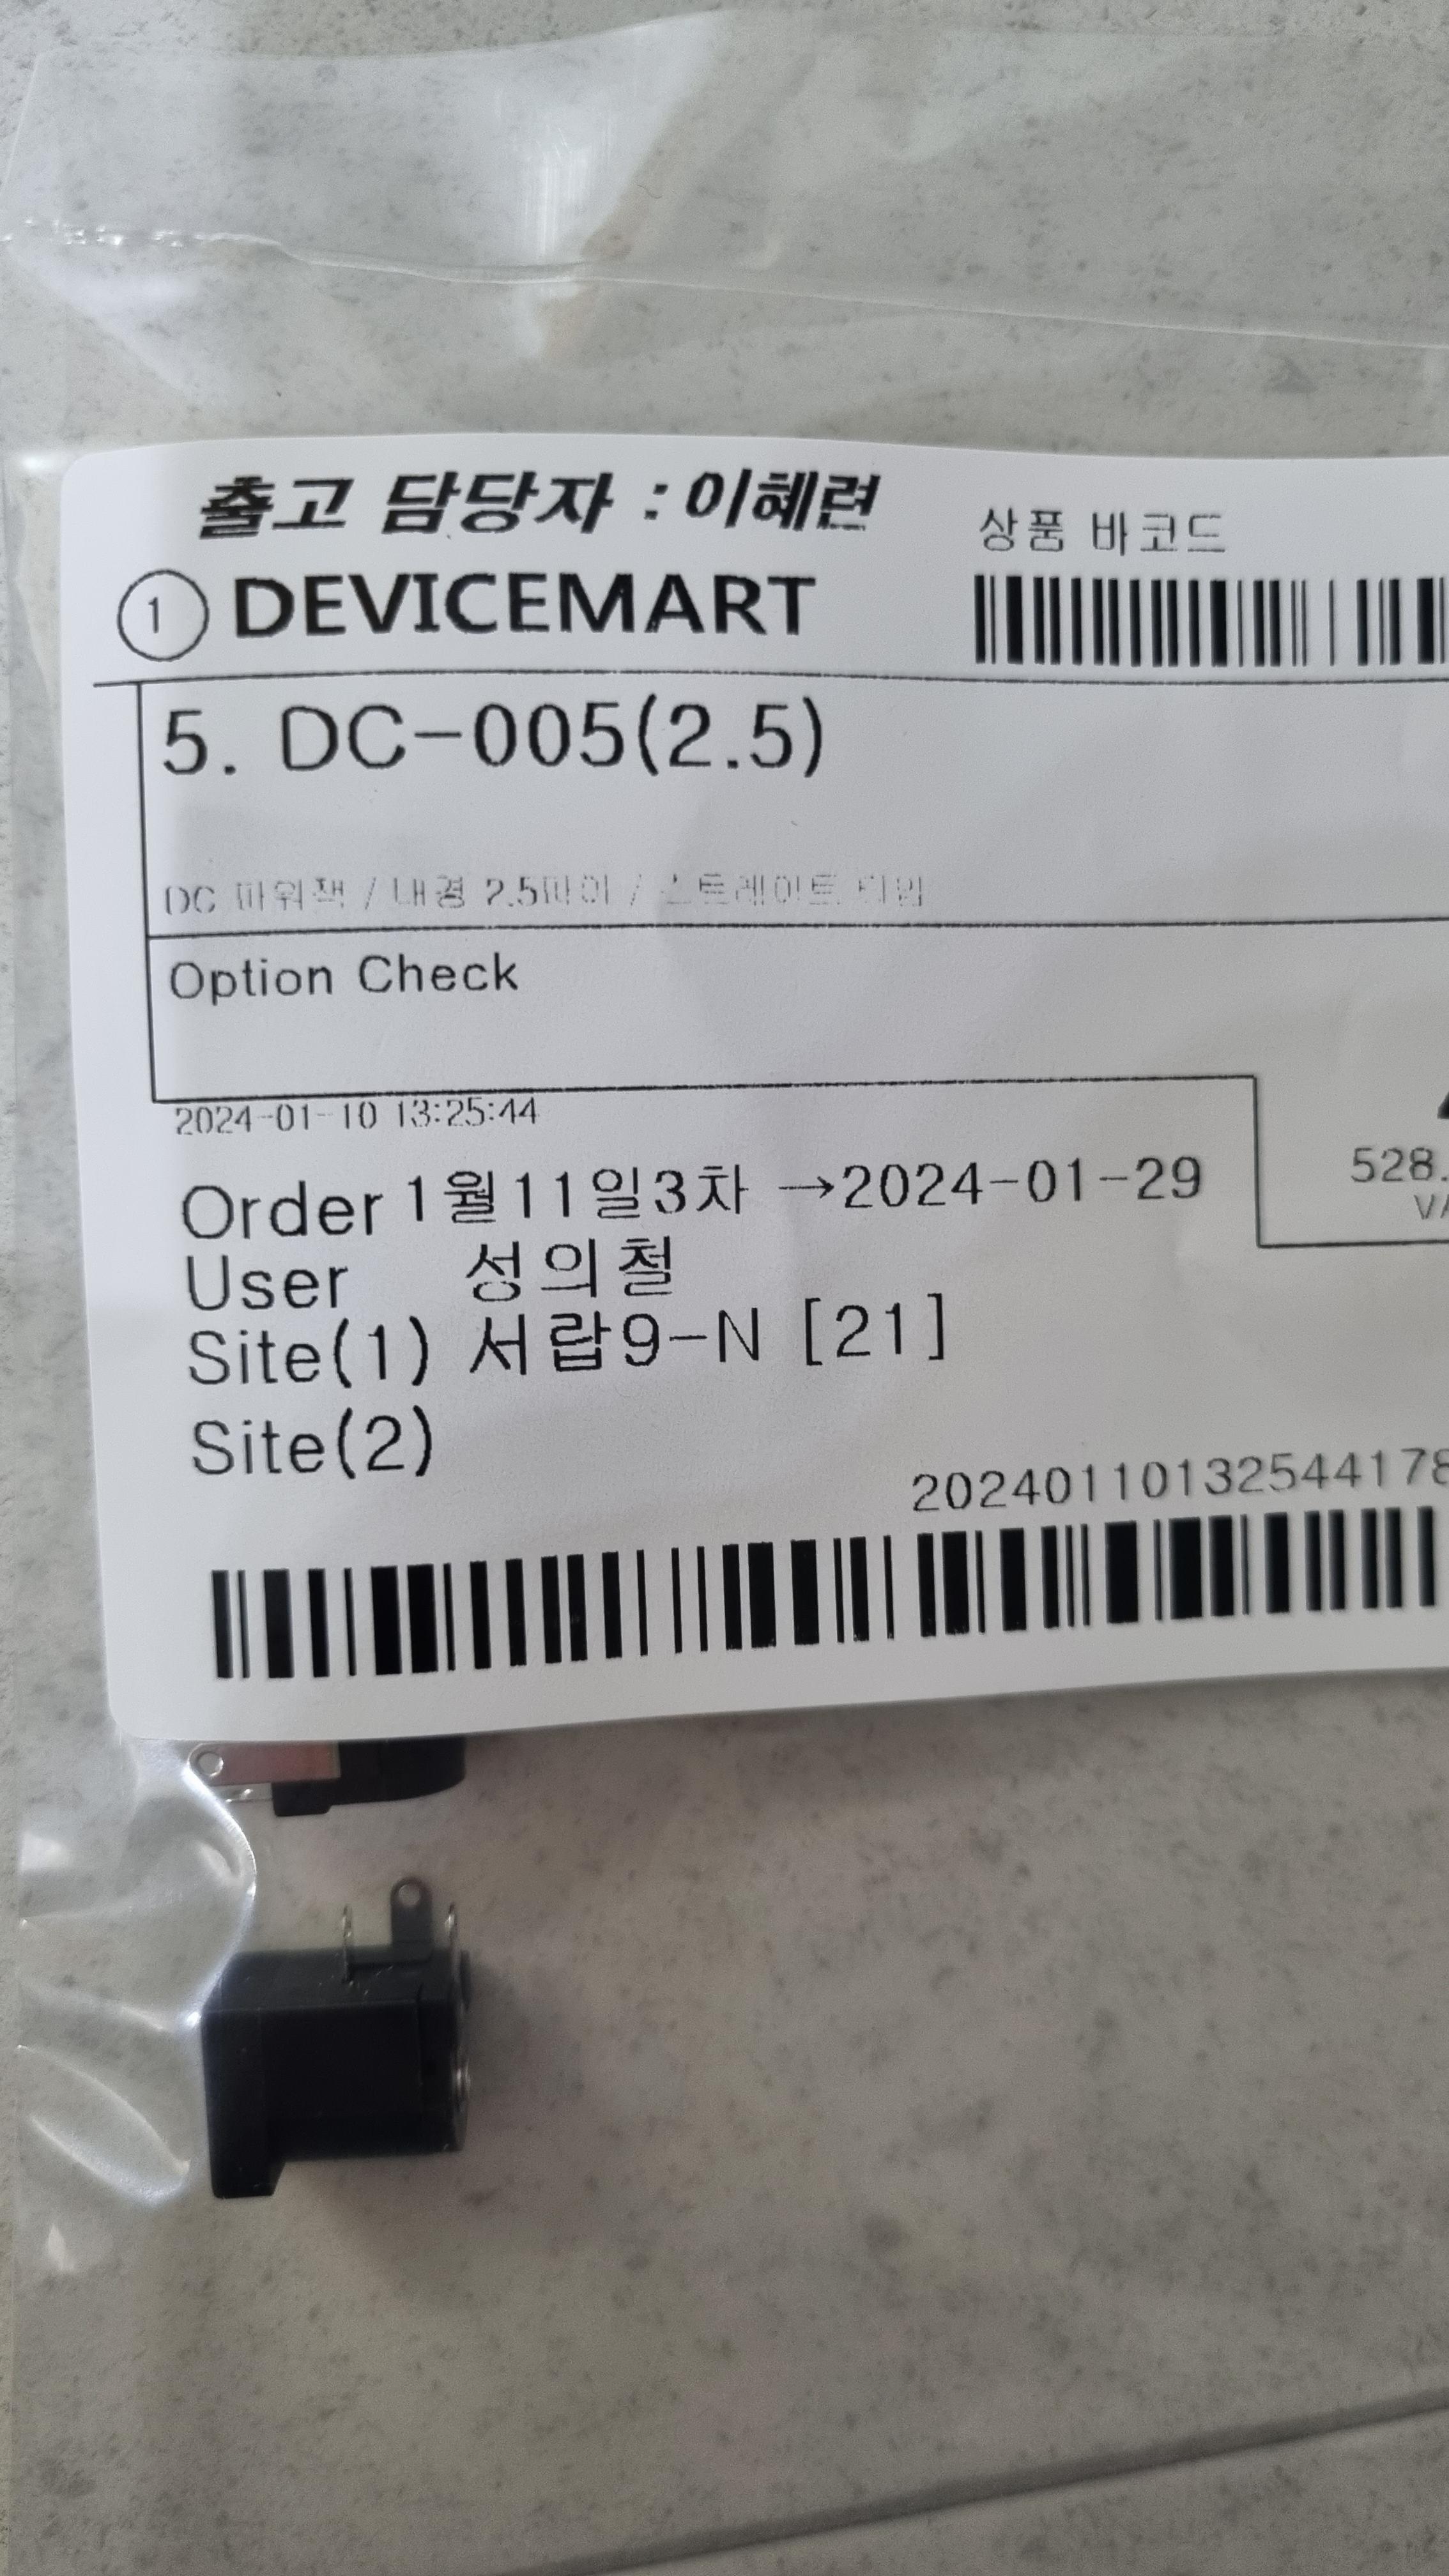 출고 담당자 : 이혜련
상품 바코드
1 DEVICEMART
5. DC-005(2.5)
DC 파워잭 / 내경 2.5파이 / 스트레이트 타입
Option Check
2024-01-10 13:25:44
528.
Order 1월11일3차 →2024-01-29
User 성의철
Site(1) 서랍9-N [21]
Site(2)
20240110132544178